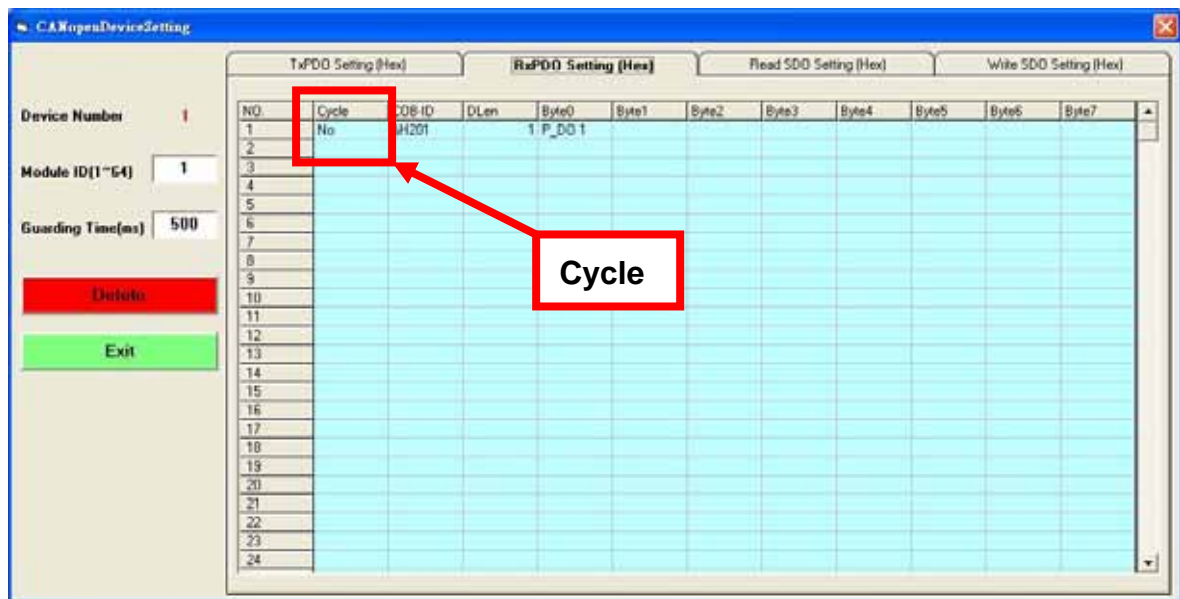 CANopenDeviceSetting
TxPDO Setting (Hex) RxPDO Setting (Hex) Read SDO Setting (Hex) Write SDO Setting (Hex)
Device Number 1
Module ID(1~64) 1
Guarding Time(ms) 500
Delete
Exit
NO. Cycle COB-ID DLen Byte0 Byte1 Byte2 Byte3 Byte4 Byte5 Byte6 Byte7
1 No &H201 1 P_DO 1
2
3
4
5
6
7
8
9
10
11
12
13
14
15
16
17
18
19
20
21
22
23
24
Cycle